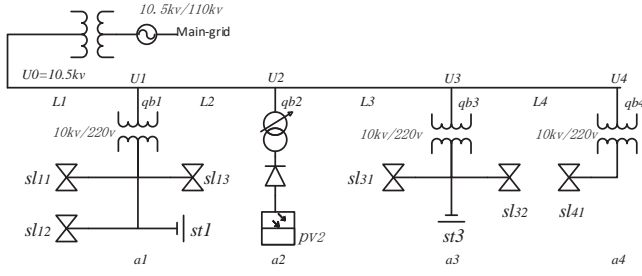 10.5kv/110kv
Main-grid
U0=10.5kv
U1 U2 U3 U4
L1 qb1 L2 qb2 L3 qb3 L4 qb4
10kv/220v 10kv/220v 10kv/220v
sl11 sl13 sl31 sl32 sl41
sl12 st1 pv2 st3
a1 a2 a3 a4